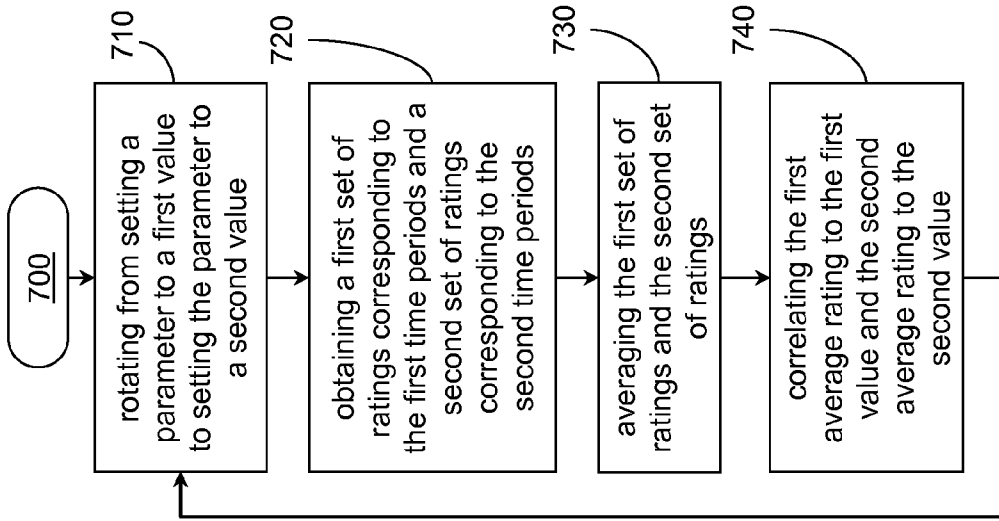 700
710
rotating from setting a
parameter to a first value
to setting the parameter to
a second value
720
obtaining a first set of
ratings corresponding to
the first time periods and a
second set of ratings
corresponding to the
second time periods
730
averaging the first set of
ratings and the second set
of ratings
740
correlating the first
average rating to the first
value and the second
average rating to the
second value